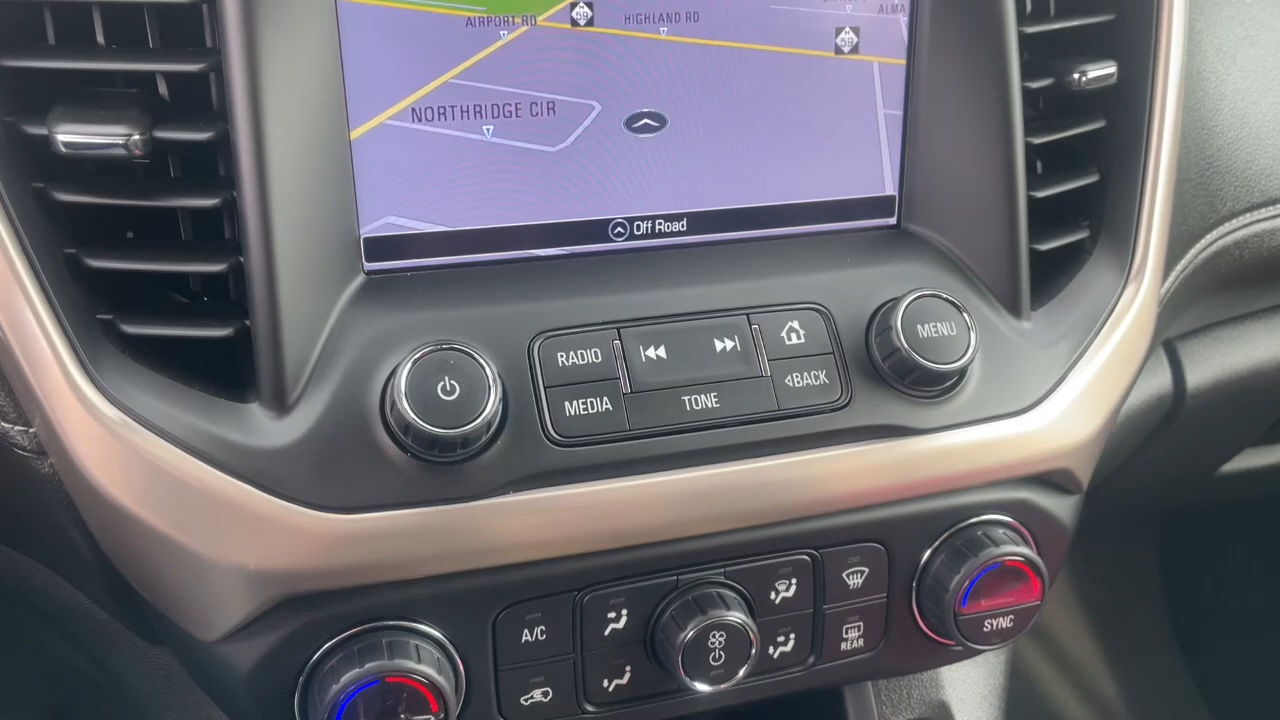 AIRPORT RD
M
59
HIGHLAND RD
ALMA
M
59
NORTHRIDGE CIR
Off Road
RADIO
MEDIA
TONE
BACK
MENU
A/C
REAR
SYNC